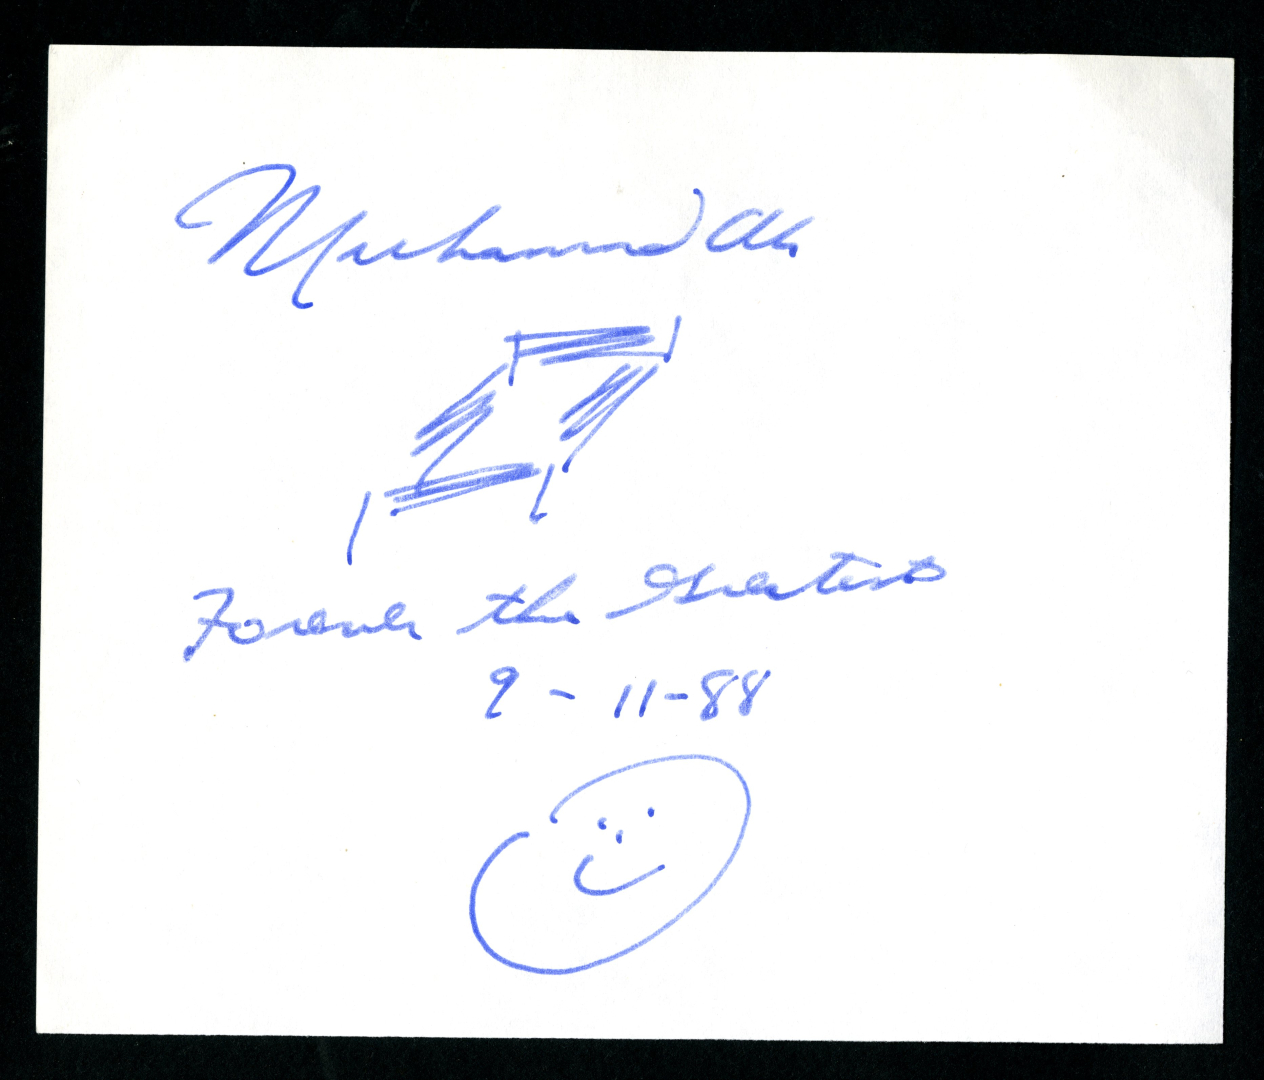 Muhammad Ali
Forever the Greatest
9-11-88